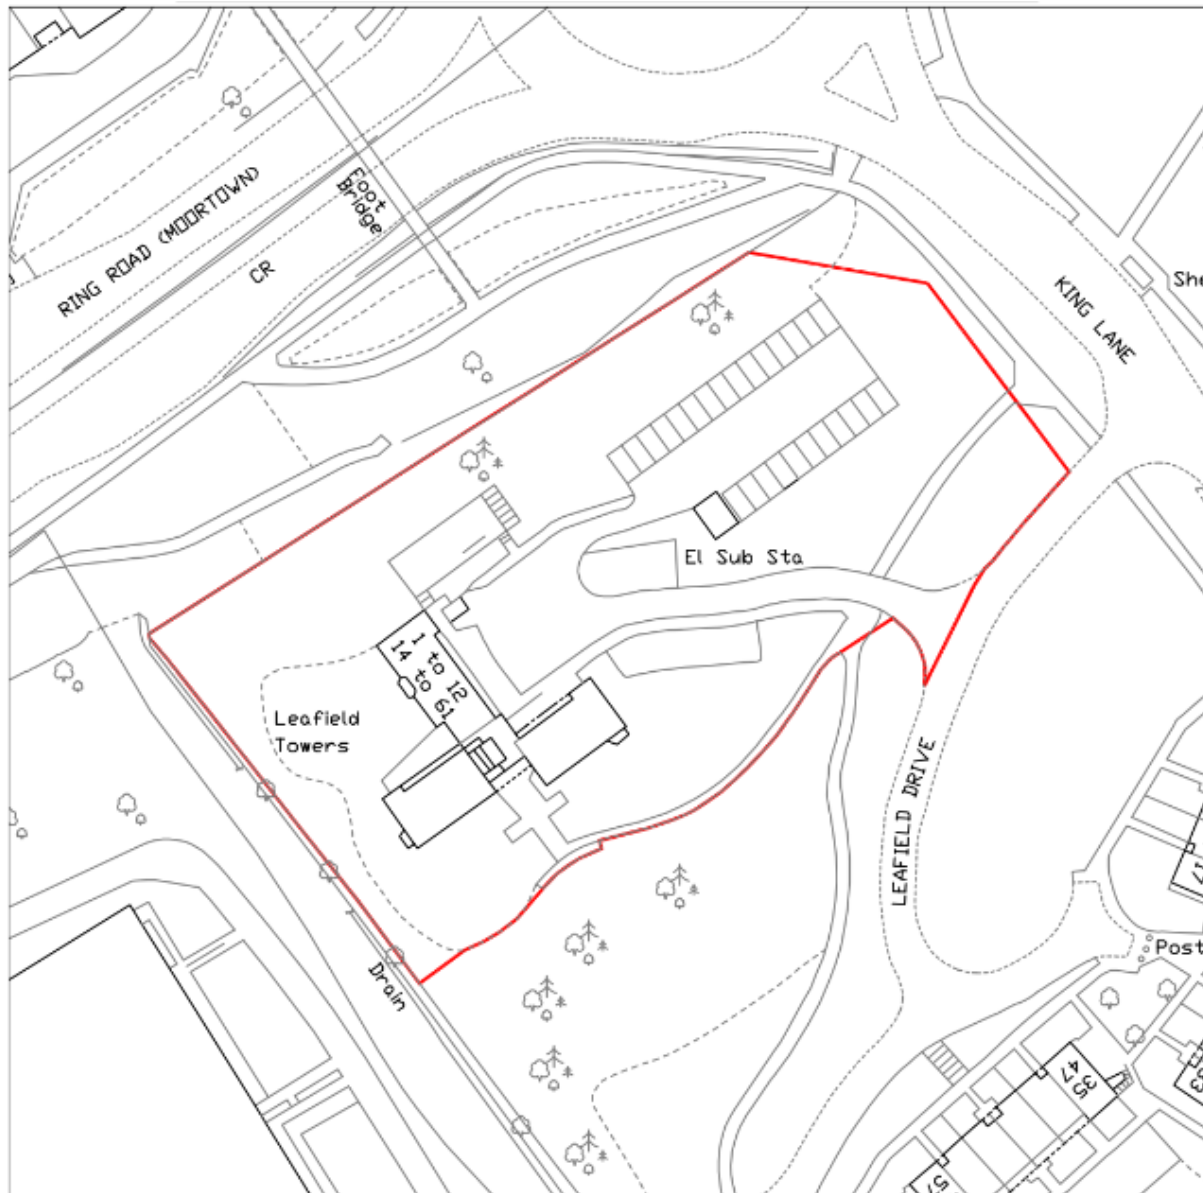 RING ROAD (MOORTOWN)
CR
Foot
Bridge
KING LANE
She
El Sub Sta
1 to 12
14 to 61
Leafield
Towers
LEAFIELD DRIVE
Drain
Post
47
35
57